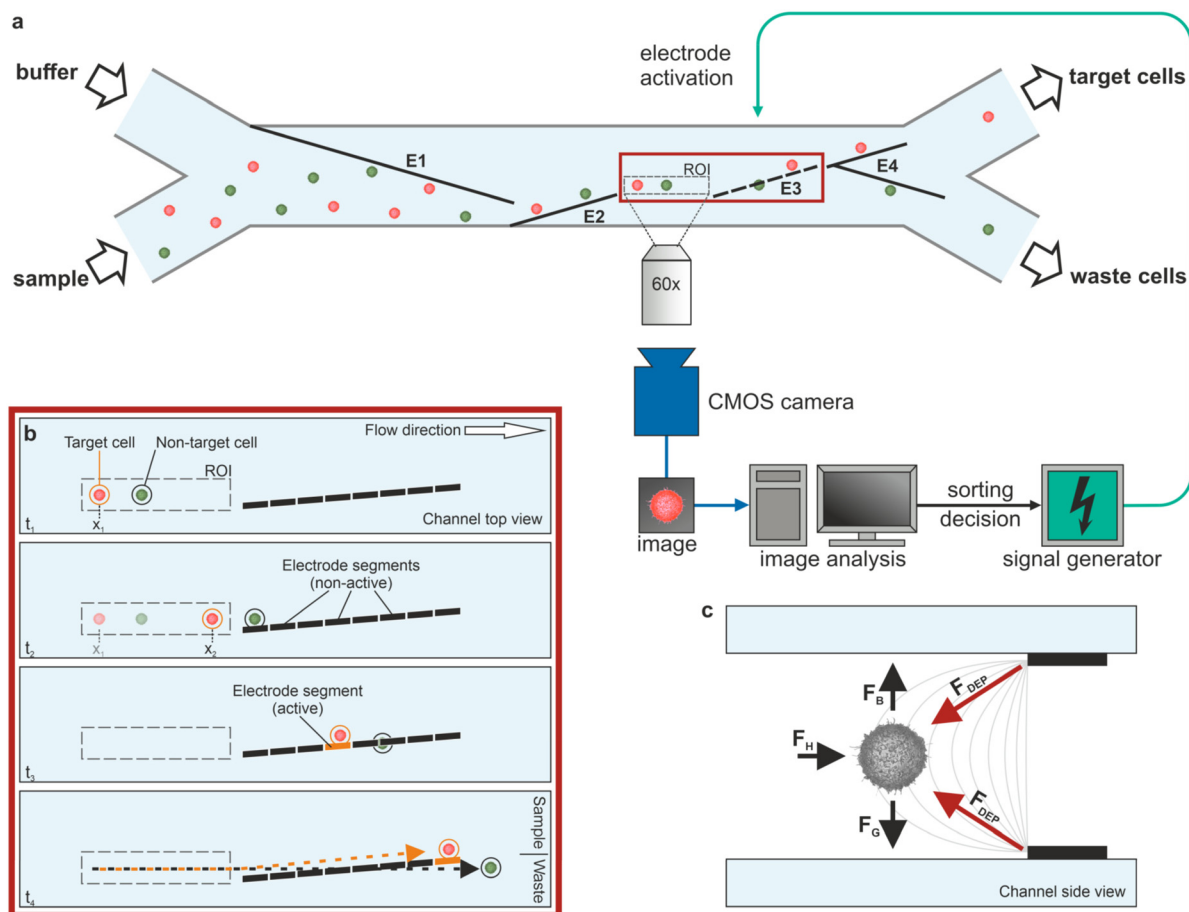 a
buffer
sample
E1
E2
ROI
E3
E4
electrode
activation
target cells
waste cells
60x
CMOS camera
image
image analysis
sorting
decision
signal generator
b
Target cell
Non-target cell
ROI
Flow direction
t1
x1
Channel top view
Electrode segments
(non-active)
t2
x1
x2
Electrode segment
(active)
t3
t4
Sample
Waste
c
FB
FDEP
FH
FG
FDEP
Channel side view